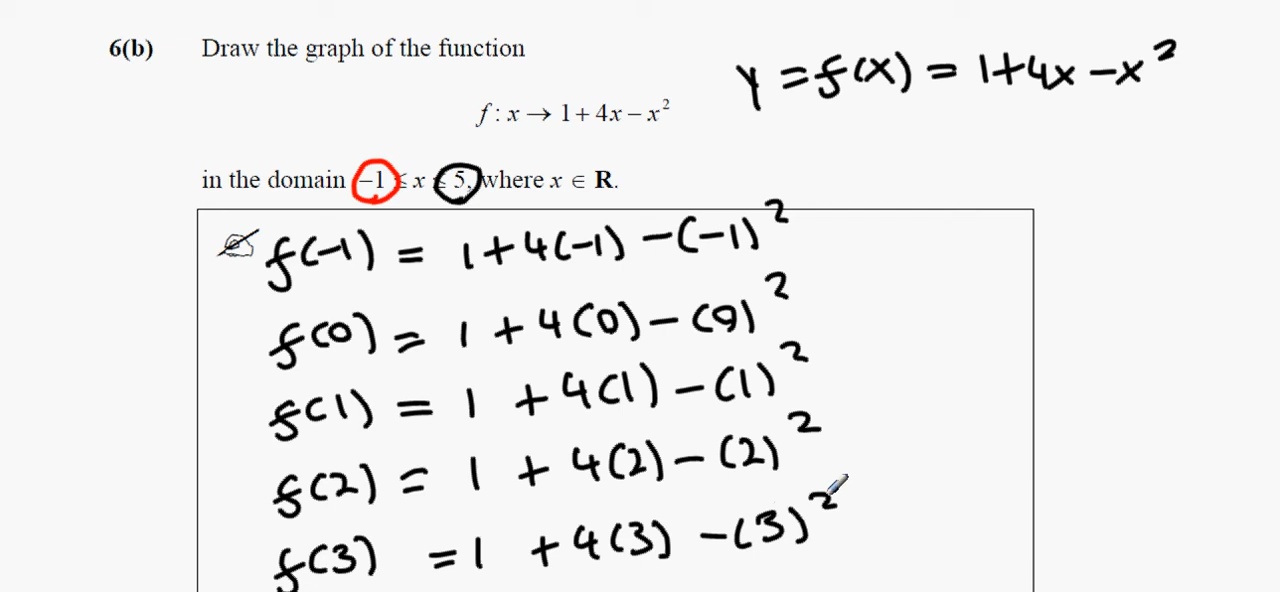 6(b) Draw the graph of the function
y = f(x) = 1+4x-x²
f : x → 1 + 4x − x²
in the domain −1 ≤ x ≤ 5, where x ∈ R.
f(-1) = 1+4(-1) -(-1)²
f(0) = 1 + 4(0) - (0)²
f(1) = 1 + 4(1) - (1)²
f(2) = 1 + 4(2) - (2)²
f(3) = 1 + 4(3) - (3)²